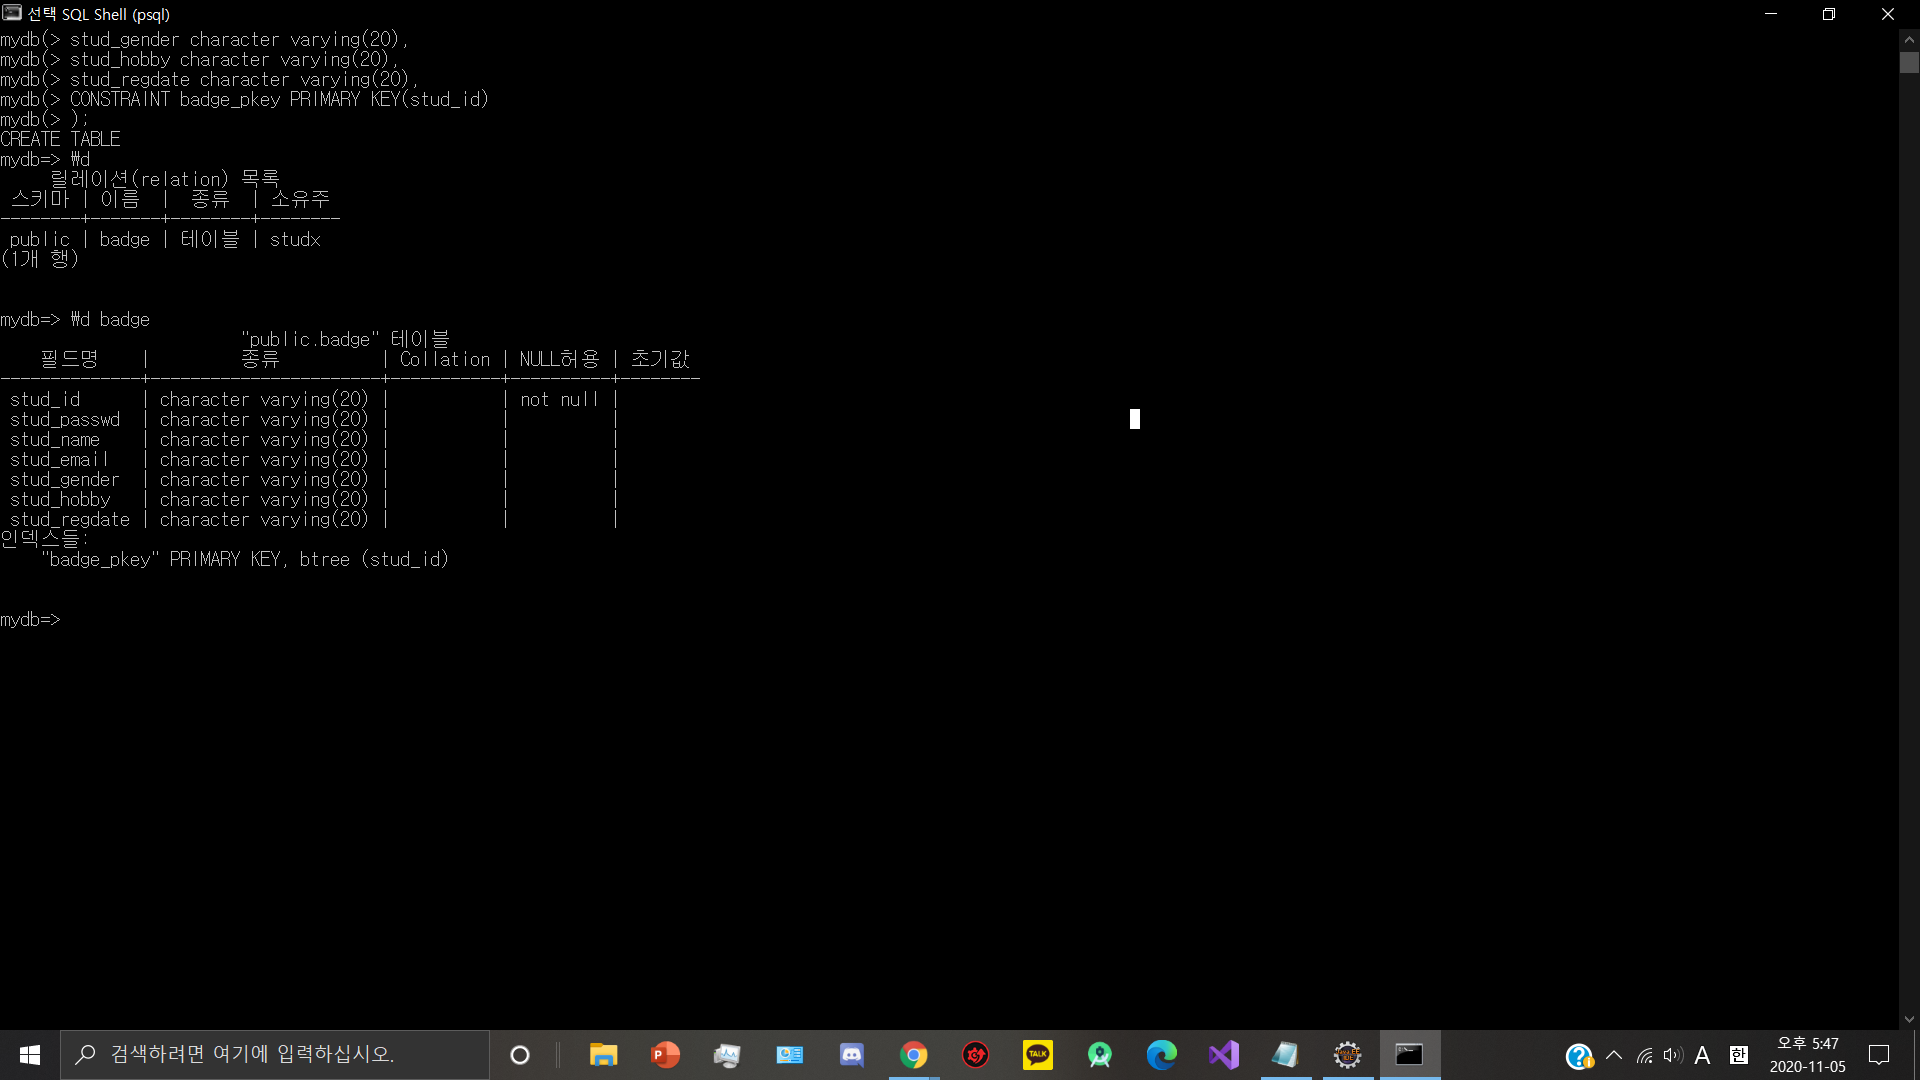 선택 SQL Shell (psql)
mydb(> stud_gender character varying(20),
mydb(> stud_hobby character varying(20),
mydb(> stud_regdate character varying(20),
mydb(> CONSTRAINT badge_pkey PRIMARY KEY(stud_id)
mydb(> );
CREATE TABLE
mydb=> ₩d
릴레이션(relation) 목록
스키마 | 이름 | 종류 | 소유주
--------+-------+--------+--------
public | badge | 테이블 | studx
(1개 행)
mydb=> ₩d badge
"public.badge" 테이블
필드명 | 종류 | Collation | NULL허용 | 초기값
--------------+-----------------------+-----------+----------+--------
stud_id | character varying(20) | | not null |
stud_passwd | character varying(20) | | |
stud_name | character varying(20) | | |
stud_email | character varying(20) | | |
stud_gender | character varying(20) | | |
stud_hobby | character varying(20) | | |
stud_regdate | character varying(20) | | |
인덱스들:
"badge_pkey" PRIMARY KEY, btree (stud_id)
mydb=>
검색하려면 여기에 입력하십시오.
P
TALK
A 한
오후 5:47
2020-11-05